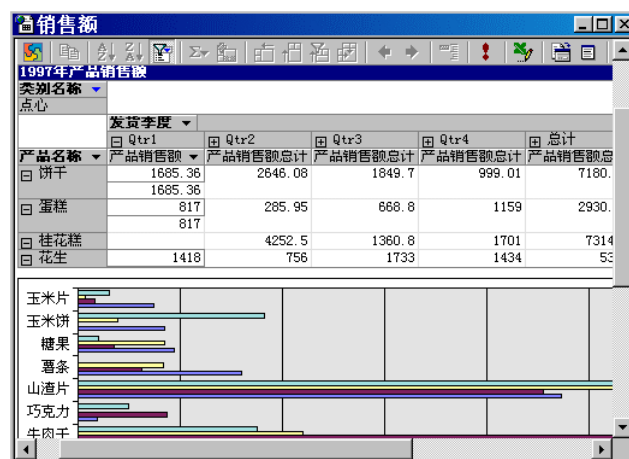 销售额
1997年产品销售额
类别名称
点心
发货季度
Qtr1 Qtr2 Qtr3 Qtr4 总计
产品名称 产品销售额 产品销售额总计 产品销售额总计 产品销售额总计 产品销售额总
饼干 1685.36 2646.08 1849.7 999.01 7180.
1685.36
蛋糕 817 285.95 668.8 1159 2930.
817
桂花糕 4252.5 1360.8 1701 7314
花生 1418 756 1733 1434 53
玉米片
玉米饼
糖果
薯条
山渣片
巧克力
牛肉干